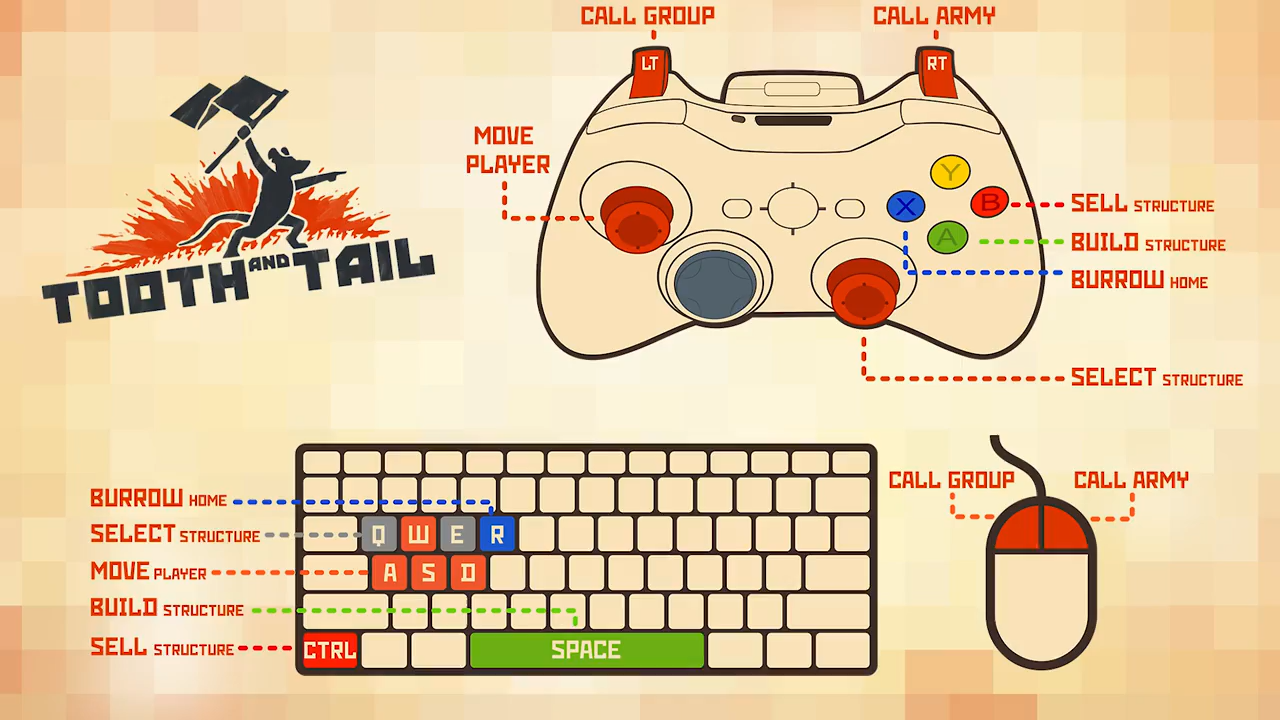 CALL GROUP
CALL ARMY
LT
RT
MOVE
PLAYER
Y
X
B
A
SELL STRUCTURE
BUILD STRUCTURE
BURROW HOME
SELECT STRUCTURE
TOOTH AND TAIL
BURROW HOME
SELECT STRUCTURE
MOVE PLAYER
BUILD STRUCTURE
SELL STRUCTURE
Q W E R
A S D
CTRL
SPACE
CALL GROUP
CALL ARMY